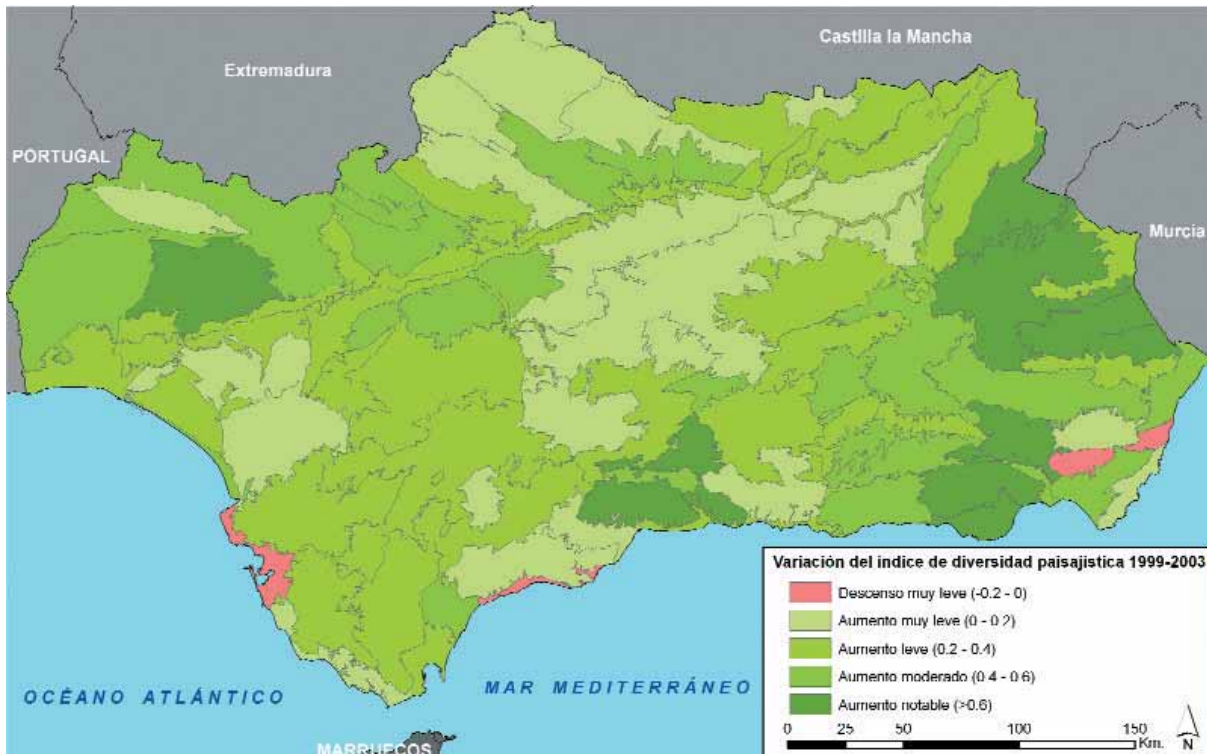 Castilla la Mancha
Extremadura
PORTUGAL
Murcia
OCÉANO ATLÁNTICO
MAR MEDITERRÁNEO
MARRUECOS
Variación del índice de diversidad paisajística 1999-2003
Descenso muy leve (-0.2 - 0)
Aumento muy leve (0 - 0.2)
Aumento leve (0.2 - 0.4)
Aumento moderado (0.4 - 0.6)
Aumento notable (>0.6)
0 25 50 100 150
Km.
N